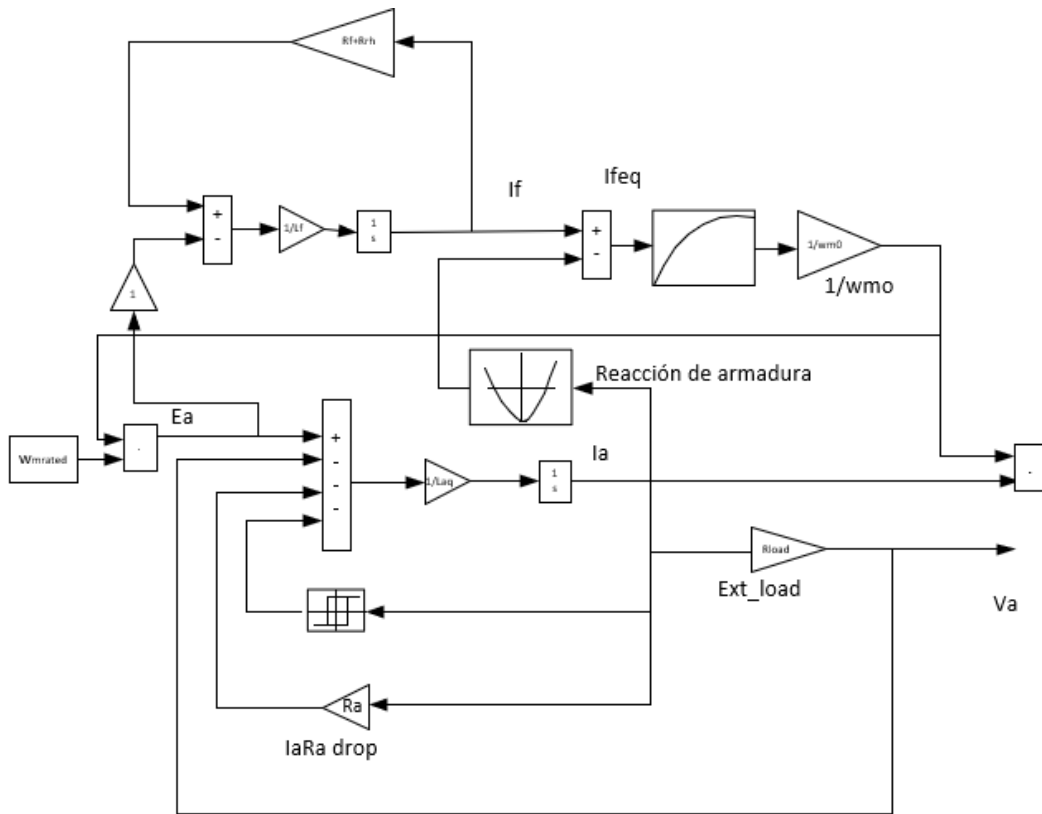 Rf+Rrh
If
Ifeq
+
-
1/Lf
1
s
+
-
1/wm0
1/wmo
1
Reacción de armadura
Ea
Wmrated
.
+
-
-
-
1/Laq
1
s
Ia
.
Rload
Ext_load
Va
Ra
IaRa drop